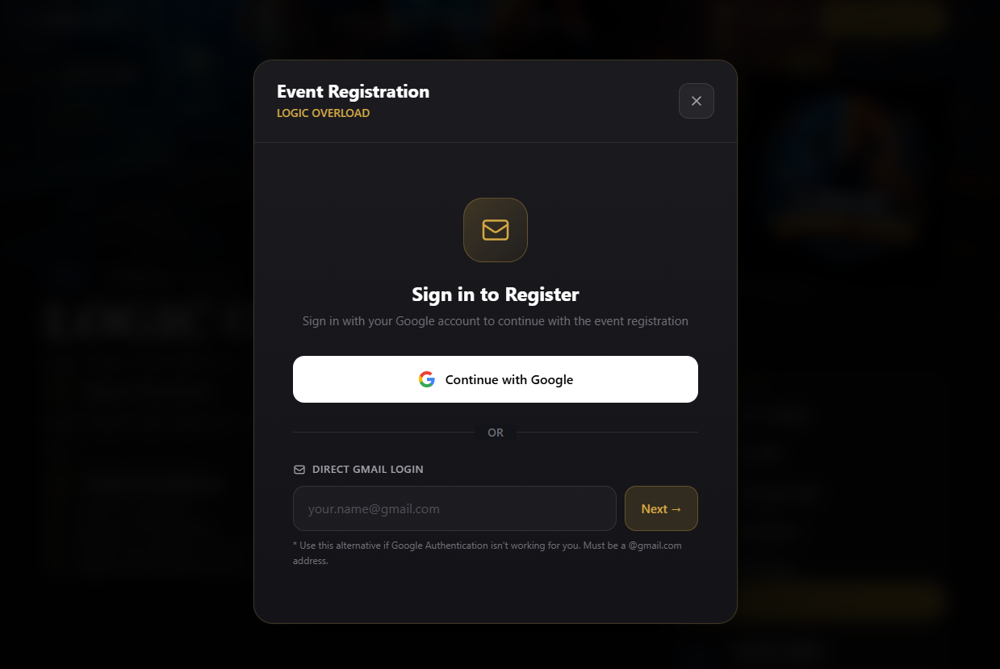 Event Registration
LOGIC OVERLOAD
Sign in to Register
Sign in with your Google account to continue with the event registration
Continue with Google
OR
DIRECT GMAIL LOGIN
your.name@gmail.com
Next →
* Use this alternative if Google Authentication isn't working for you. Must be a @gmail.com
address.